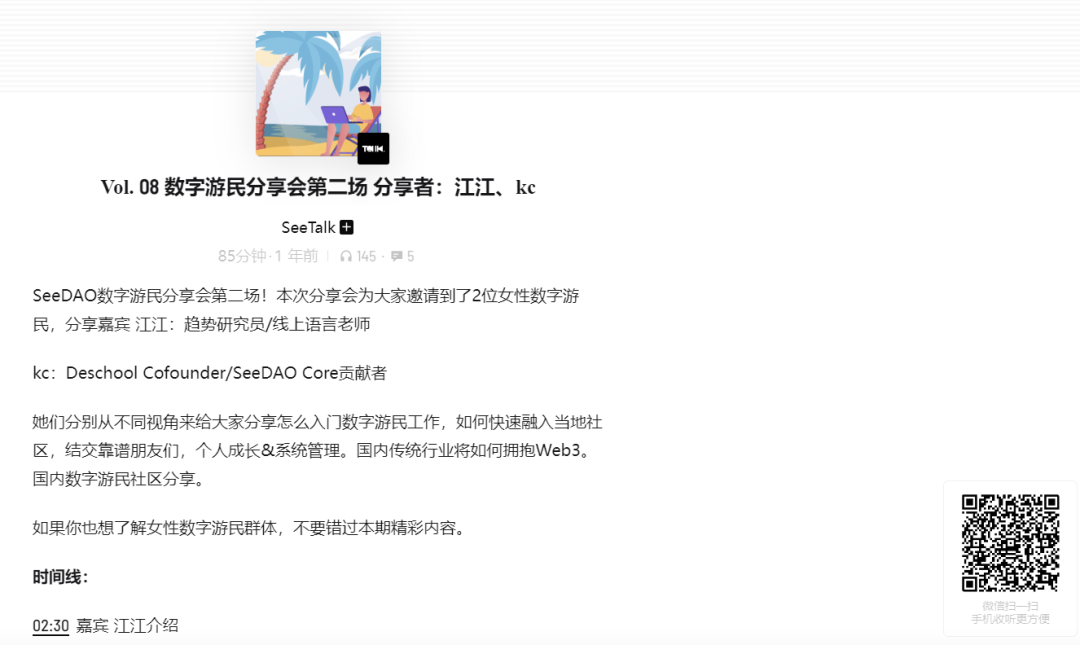 Vol. 08 数字游民分享会第二场 分享者：江江、kc
SeeTalk
85分钟·1 年前 145 · 5
SeeDAO数字游民分享会第二场！本次分享会为大家邀请到了2位女性数字游
民，分享嘉宾 江江：趋势研究员/线上语言老师
kc：Deschool Cofounder/SeeDAO Core贡献者
她们分别从不同视角来给大家分享怎么入门数字游民工作，如何快速融入当地社
区，结交靠谱朋友们，个人成长&系统管理。国内传统行业将如何拥抱Web3。
国内数字游民社区分享。
如果你也想了解女性数字游民群体，不要错过本期精彩内容。
时间线：
02:30 嘉宾 江江介绍
微信扫一扫
手机收听更方便